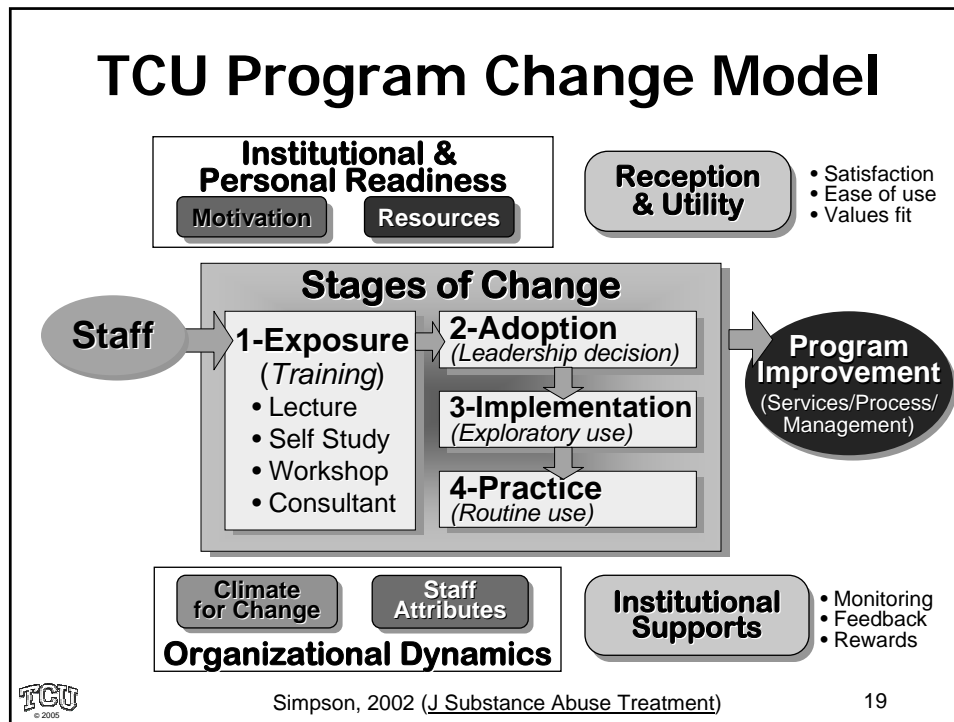 TCU Program Change Model
Institutional &
Personal Readiness
Motivation
Resources
Reception
& Utility
• Satisfaction
• Ease of use
• Values fit
Stages of Change
Staff
1-Exposure
(Training)
• Lecture
• Self Study
• Workshop
• Consultant
2-Adoption
(Leadership decision)
3-Implementation
(Exploratory use)
4-Practice
(Routine use)
Program
Improvement
(Services/Process/
Management)
Climate
for Change
Staff
Attributes
Organizational Dynamics
Institutional
Supports
• Monitoring
• Feedback
• Rewards
TCU
© 2005
Simpson, 2002 (J Substance Abuse Treatment)
19